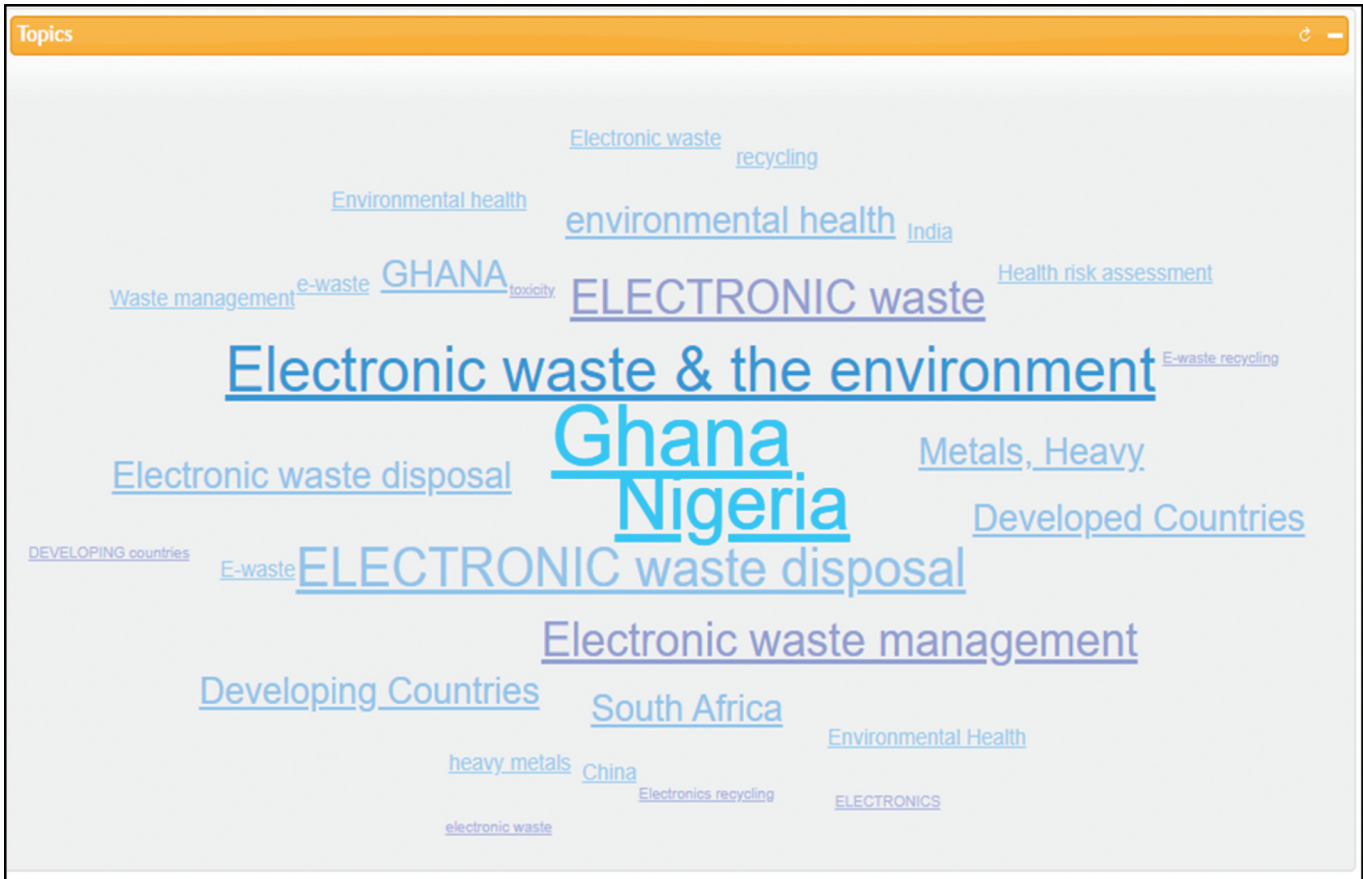 Topics
Electronic waste
recycling
Environmental health
environmental health
India
GHANA
Health risk assessment
e-waste
toxicity
ELECTRONIC waste
Waste management
Electronic waste & the environment
E-waste recycling
Ghana
Metals, Heavy
Electronic waste disposal
Nigeria
Developed Countries
DEVELOPING countries
E-waste
ELECTRONIC waste disposal
Electronic waste management
Developing Countries
South Africa
Environmental Health
heavy metals
China
Electronics recycling
ELECTRONICS
electronic waste